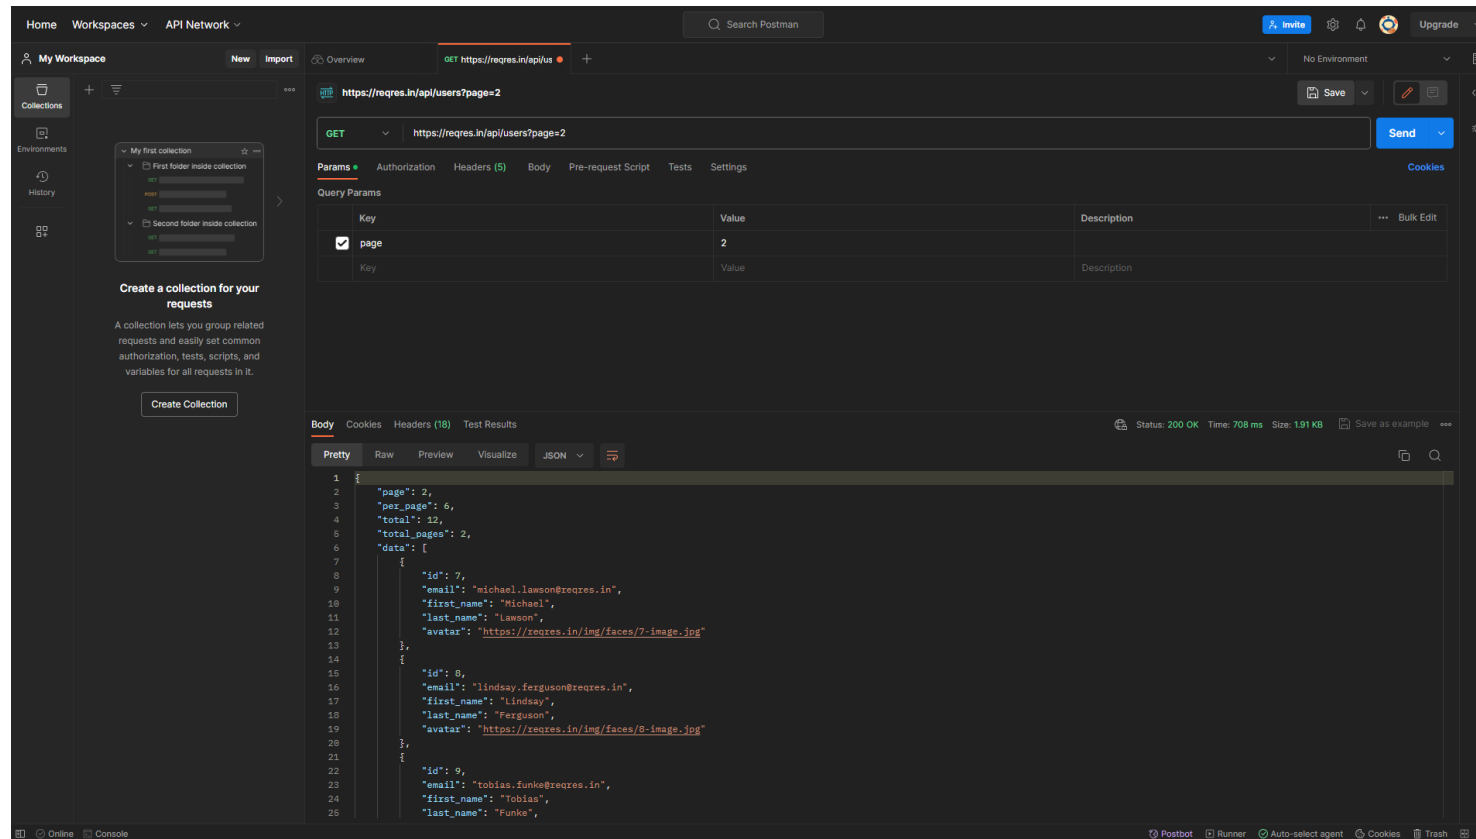 Home Workspaces API Network Search Postman Invite Upgrade
My Workspace New Import Overview GET https://reqres.in/api/us + No Environment
Collections
Environments
History
My first collection
First folder inside collection
GET
POST
GET
Second folder inside collection
GET
GET
Create a collection for your
requests
A collection lets you group related
requests and easily set common
authorization, tests, scripts, and
variables for all requests in it.
Create Collection
HTTP https://reqres.in/api/users?page=2 Save
GET https://reqres.in/api/users?page=2 Send
Params Authorization Headers (5) Body Pre-request Script Tests Settings Cookies
Query Params
Key Value Description ••• Bulk Edit
page 2
Key Value Description
Body Cookies Headers (18) Test Results Status: 200 OK Time: 708 ms Size: 1.91 KB Save as example
Pretty Raw Preview Visualize JSON
1 {
2 "page": 2,
3 "per_page": 6,
4 "total": 12,
5 "total_pages": 2,
6 "data": [
7 {
8 "id": 7,
9 "email": "michael.lawson@reqres.in",
10 "first_name": "Michael",
11 "last_name": "Lawson",
12 "avatar": "https://reqres.in/img/faces/7-image.jpg"
13 },
14 {
15 "id": 8,
16 "email": "lindsay.ferguson@reqres.in",
17 "first_name": "Lindsay",
18 "last_name": "Ferguson",
19 "avatar": "https://reqres.in/img/faces/8-image.jpg"
20 },
21 {
22 "id": 9,
23 "email": "tobias.funke@reqres.in",
24 "first_name": "Tobias",
25 "last_name": "Funke",
Online Console Postbot Runner Auto-select agent Cookies Trash